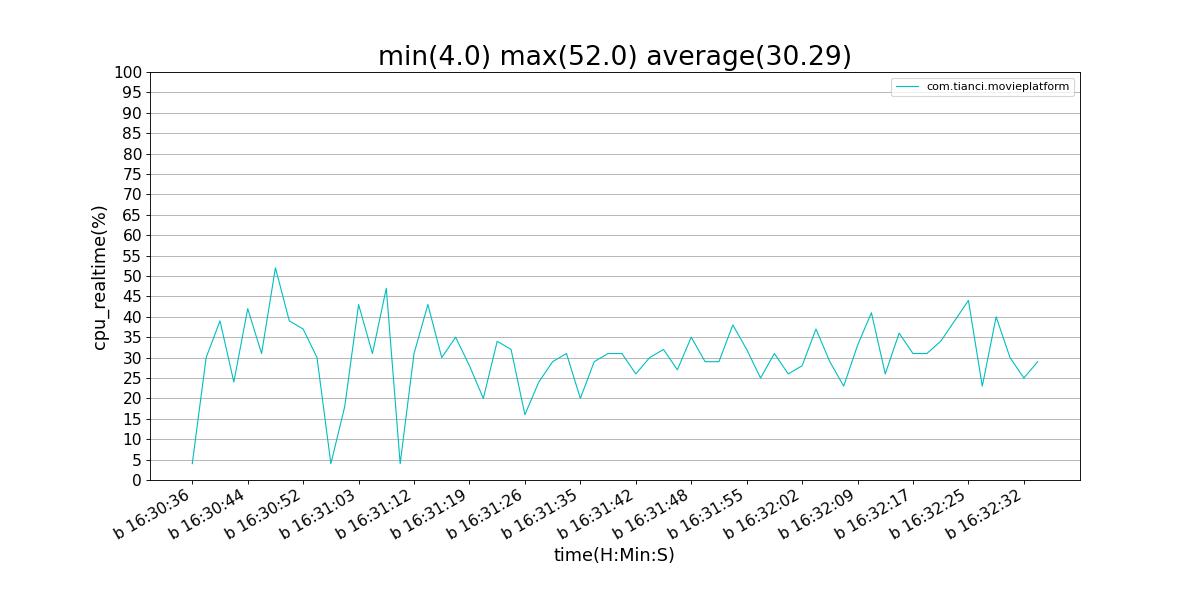 min(4.0) max(52.0) average(30.29)
com.tianci.movieplatform
100
95
90
85
80
75
70
65
60
55
50
45
40
35
30
25
20
15
10
5
0
cpu_realtime(%)
b 16:30:36
b 16:30:44
b 16:30:52
b 16:31:03
b 16:31:12
b 16:31:19
b 16:31:26
b 16:31:35
b 16:31:42
b 16:31:48
b 16:31:55
b 16:32:02
b 16:32:09
b 16:32:17
b 16:32:25
b 16:32:32
time(H:Min:S)